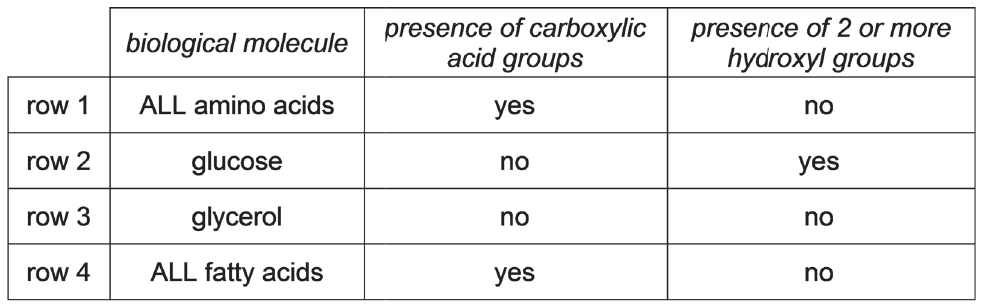 biological molecule
presence of carboxylic
acid groups
presence of 2 or more
hydroxyl groups
row 1 ALL amino acids yes no
row 2 glucose no yes
row 3 glycerol no no
row 4 ALL fatty acids yes no